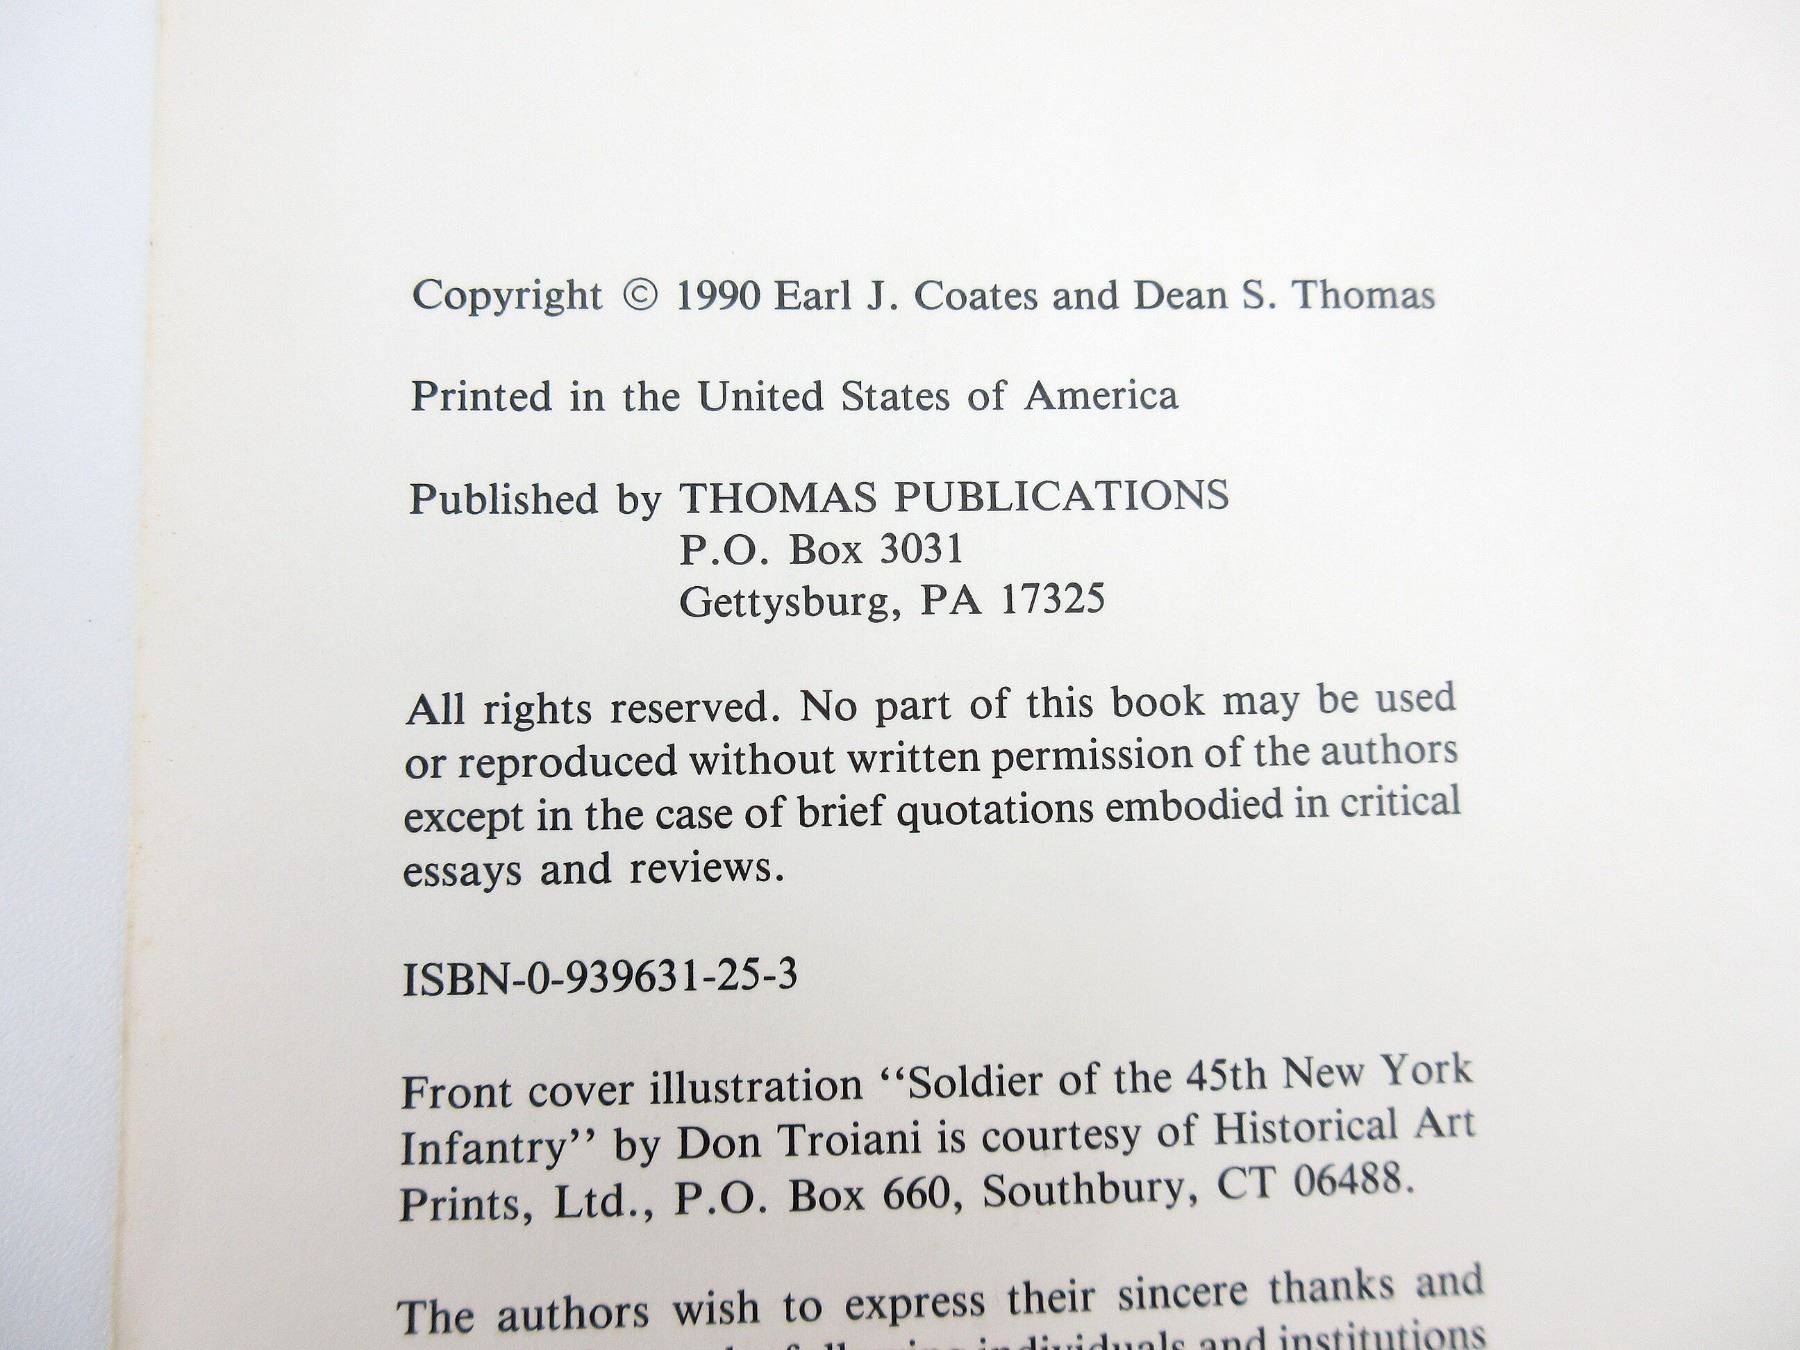 Copyright © 1990 Earl J. Coates and Dean S. Thomas
Printed in the United States of America
Published by THOMAS PUBLICATIONS
P.O. Box 3031
Gettysburg, PA 17325
All rights reserved. No part of this book may be used
or reproduced without written permission of the authors
except in the case of brief quotations embodied in critical
essays and reviews.
ISBN-0-939631-25-3
Front cover illustration ‘‘Soldier of the 45th New York
Infantry’’ by Don Troiani is courtesy of Historical Art
Prints, Ltd., P.O. Box 660, Southbury, CT 06488.
The authors wish to express their sincere thanks and
following individuals and institutions